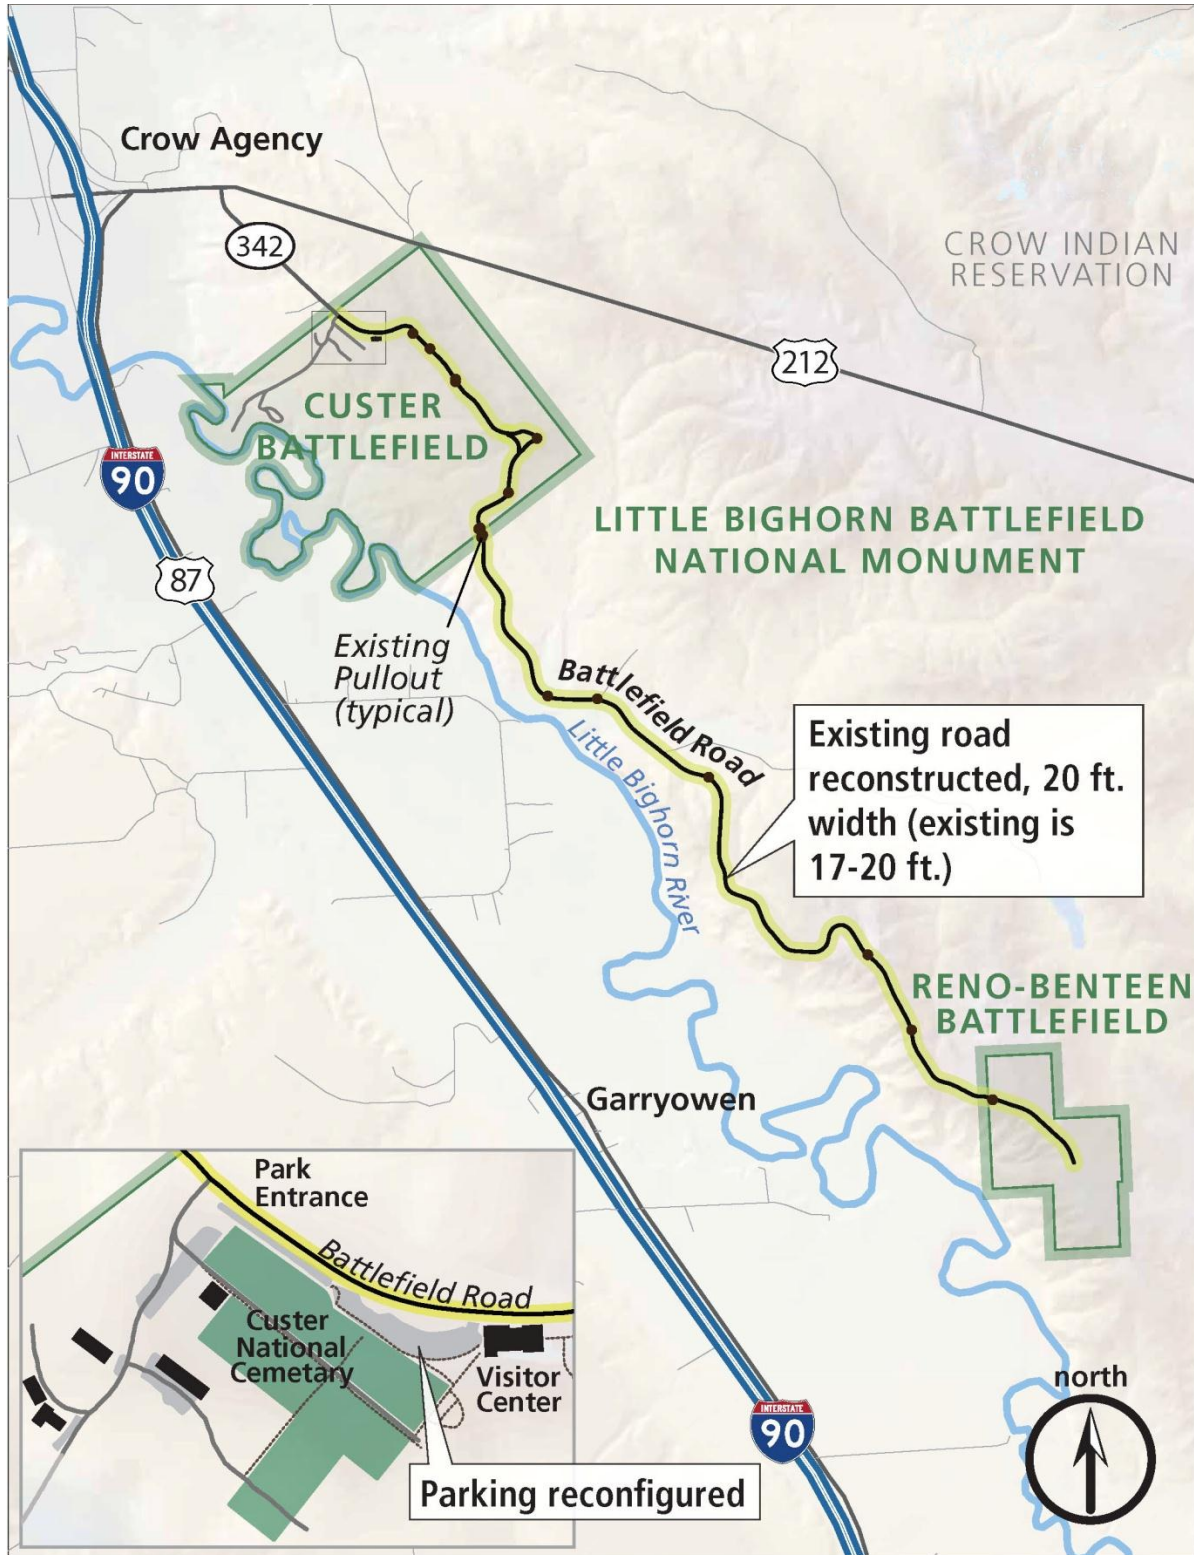 Crow Agency
342
CROW INDIAN
RESERVATION
212
CUSTER
BATTLEFIELD
INTERSTATE
90
LITTLE BIGHORN BATTLEFIELD
NATIONAL MONUMENT
87
Existing
Pullout
(typical)
Battlefield Road
Little Bighorn River
Existing road
reconstructed, 20 ft.
width (existing is
17-20 ft.)
RENO-BENTEEN
BATTLEFIELD
Garryowen
Park
Entrance
Battlefield Road
Custer
National
Cemetary
Visitor
Center
Parking reconfigured
INTERSTATE
90
north